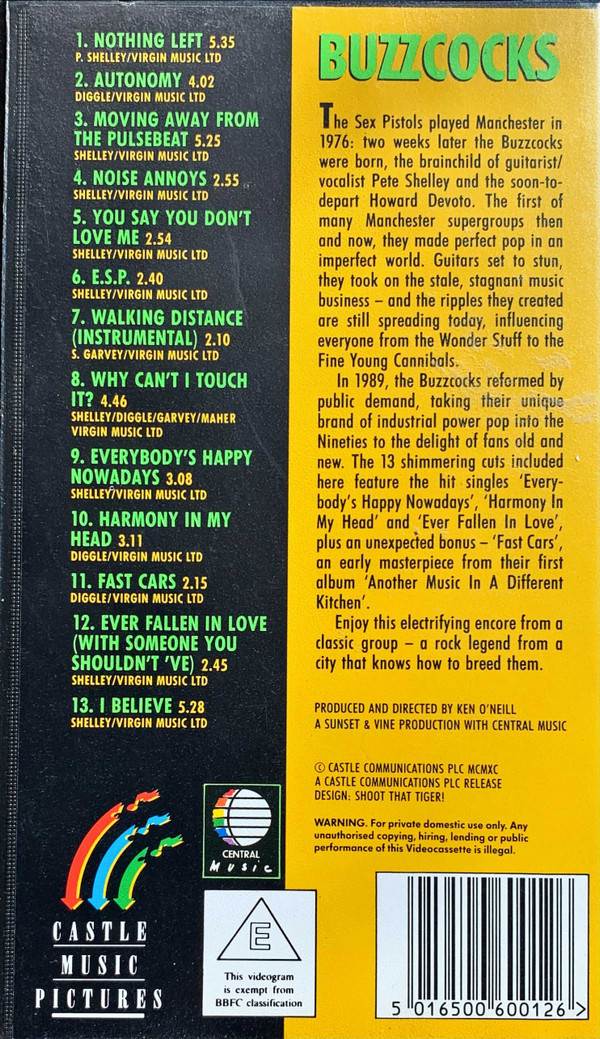 1. NOTHING LEFT 5.35
P. SHELLEY/VIRGIN MUSIC LTD
2. AUTONOMY 4.02
DIGGLE/VIRGIN MUSIC LTD
3. MOVING AWAY FROM
THE PULSEBEAT 5.25
SHELLEY/VIRGIN MUSIC LTD
4. NOISE ANNOYS 2.55
SHELLEY/VIRGIN MUSIC LTD
5. YOU SAY YOU DON'T
LOVE ME 2.54
SHELLEY/VIRGIN MUSIC LTD
6. E.S.P. 2.40
SHELLEY/VIRGIN MUSIC LTD
7. WALKING DISTANCE
(INSTRUMENTAL) 2.10
S. GARVEY/VIRGIN MUSIC LTD
8. WHY CAN'T I TOUCH
IT? 4.46
SHELLEY/DIGGLE/GARVEY/MAHER
VIRGIN MUSIC LTD
9. EVERYBODY'S HAPPY
NOWADAYS 3.08
SHELLEY/VIRGIN MUSIC LTD
10. HARMONY IN MY
HEAD 3.11
DIGGLE/VIRGIN MUSIC LTD
11. FAST CARS 2.15
DIGGLE/VIRGIN MUSIC LTD
12. EVER FALLEN IN LOVE
(WITH SOMEONE YOU
SHOULDN'T 'VE) 2.45
SHELLEY/VIRGIN MUSIC LTD
13. I BELIEVE 5.28
SHELLEY/VIRGIN MUSIC LTD
CASTLE
MUSIC
PICTURES
CENTRAL
MUSIC
E
This videogram
is exempt from
BBFC classification
BUZZCOCKS
The Sex Pistols played Manchester in
1976: two weeks later the Buzzcocks
were born, the brainchild of guitarist/
vocalist Pete Shelley and the soon-to-
depart Howard Devoto. The first of
many Manchester supergroups then
and now, they made perfect pop in an
imperfect world. Guitars set to stun,
they took on the stale, stagnant music
business – and the ripples they created
are still spreading today, influencing
everyone from the Wonder Stuff to the
Fine Young Cannibals.
In 1989, the Buzzcocks reformed by
public demand, taking their unique
brand of industrial power pop into the
Nineties to the delight of fans old and
new. The 13 shimmering cuts included
here feature the hit singles 'Every-
body's Happy Nowadays', 'Harmony In
My Head' and 'Ever Fallen In Love',
plus an unexpected bonus – 'Fast Cars',
an early masterpiece from their first
album 'Another Music In A Different
Kitchen'.
Enjoy this electrifying encore from a
classic group – a rock legend from a
city that knows how to breed them.
PRODUCED AND DIRECTED BY KEN O'NEILL
A SUNSET & VINE PRODUCTION WITH CENTRAL MUSIC
© CASTLE COMMUNICATIONS PLC MCMXC
A CASTLE COMMUNICATIONS PLC RELEASE
DESIGN: SHOOT THAT TIGER!
WARNING. For private domestic use only. Any
unauthorised copying, hiring, lending or public
performance of this Videocassette is illegal.
5 016500 600126 >